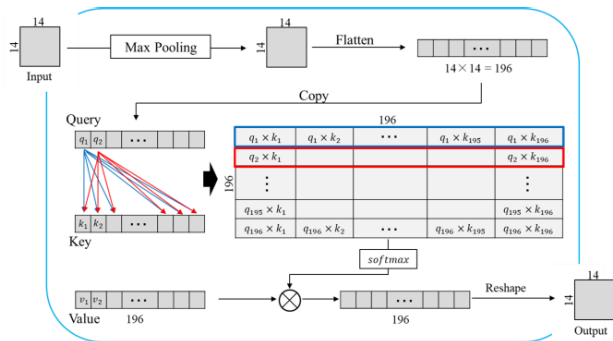 14
14
Input
Max Pooling
14
14
Flatten
...
14×14 = 196
Copy
Query
q₁ q₂ ...
k₁ k₂ ...
Key
196
196
q₁ × k₁ q₁ × k₂ ... q₁ × k₁₉₅ q₁ × k₁₉₆
q₂ × k₁ q₂ × k₁₉₆
⋮ ⋮
q₁₉₅ × k₁ q₁₉₅ × k₁₉₆
q₁₉₆ × k₁ q₁₉₆ × k₂ ... q₁₉₆ × k₁₉₅ q₁₉₆ × k₁₉₆
softmax
v₁ v₂ ...
Value
196
...
196
Reshape
14
14
Output